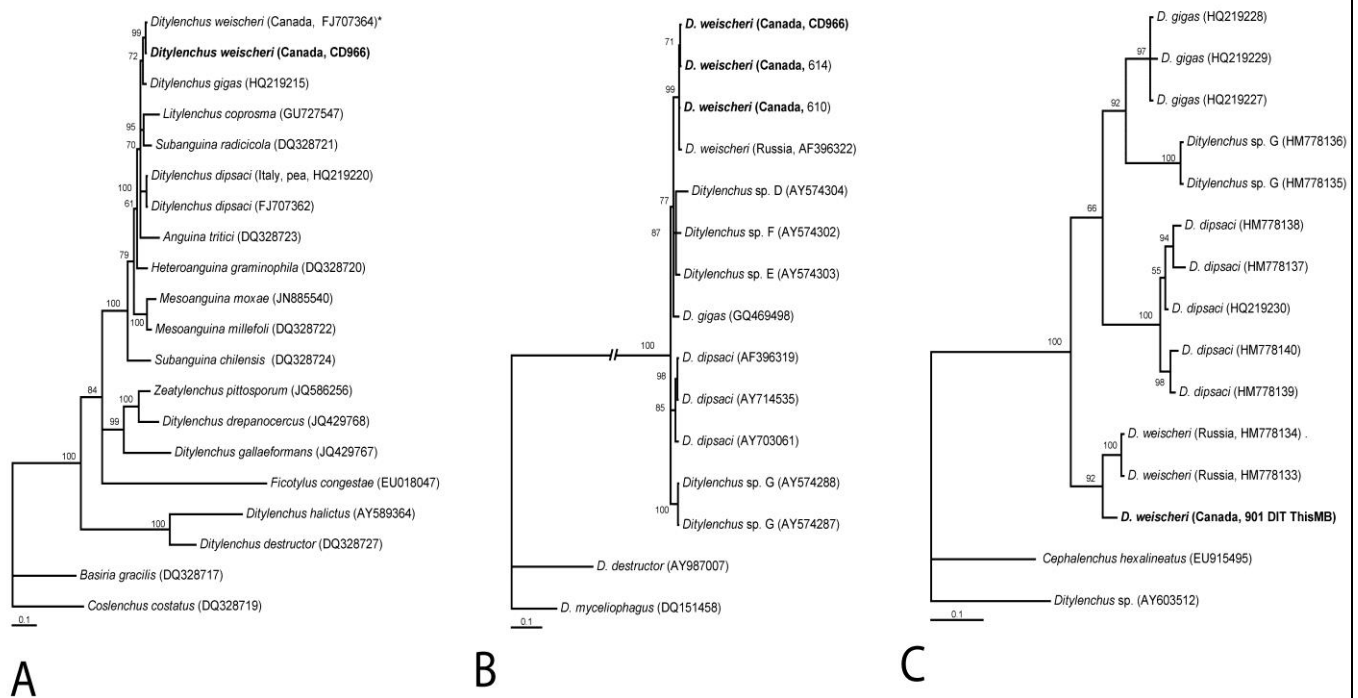 Ditylenchus weischeri (Canada, FJ707364)*
99
Ditylenchus weischeri (Canada, CD966)
72
Ditylenchus gigas (HQ219215)
Litylenchus coprosma (GU727547)
95
Subanguina radicicola (DQ328721)
70
Ditylenchus dipsaci (Italy, pea, HQ219220)
100
Ditylenchus dipsaci (FJ707362)
61
Anguina tritici (DQ328723)
79
Heteroanguina graminophila (DQ328720)
Mesoanguina moxae (JN885540)
100
100
Mesoanguina millefoli (DQ328722)
Subanguina chilensis (DQ328724)
84
Zeatylenchus pittosporum (JQ586256)
100
Ditylenchus drepanocercus (JQ429768)
99
Ditylenchus gallaeformans (JQ429767)
100
Ficotylus congestae (EU018047)
Ditylenchus halictus (AY589364)
100
Ditylenchus destructor (DQ328727)
Basiria gracilis (DQ328717)
Coslenchus costatus (DQ328719)
0.1
A
D. weischeri (Canada, CD966)
71
D. weischeri (Canada, 614)
99
D. weischeri (Canada, 610)
D. weischeri (Russia, AF396322)
Ditylenchus sp. D (AY574304)
77
87
Ditylenchus sp. F (AY574302)
Ditylenchus sp. E (AY574303)
D. gigas (GQ469498)
100
D. dipsaci (AF396319)
98
D. dipsaci (AY714535)
85
D. dipsaci (AY703061)
Ditylenchus sp. G (AY574288)
100
Ditylenchus sp. G (AY574287)
D. destructor (AY987007)
D. myceliophagus (DQ151458)
0.1
B
D. gigas (HQ219228)
97
D. gigas (HQ219229)
D. gigas (HQ219227)
92
Ditylenchus sp. G (HM778136)
100
Ditylenchus sp. G (HM778135)
66
D. dipsaci (HM778138)
94
D. dipsaci (HM778137)
55
D. dipsaci (HQ219230)
100
D. dipsaci (HM778140)
98
D. dipsaci (HM778139)
100
D. weischeri (Russia, HM778134) .
100
D. weischeri (Russia, HM778133)
92
D. weischeri (Canada, 901 DIT ThisMB)
Cephalenchus hexalineatus (EU915495)
Ditylenchus sp. (AY603512)
0.1
C